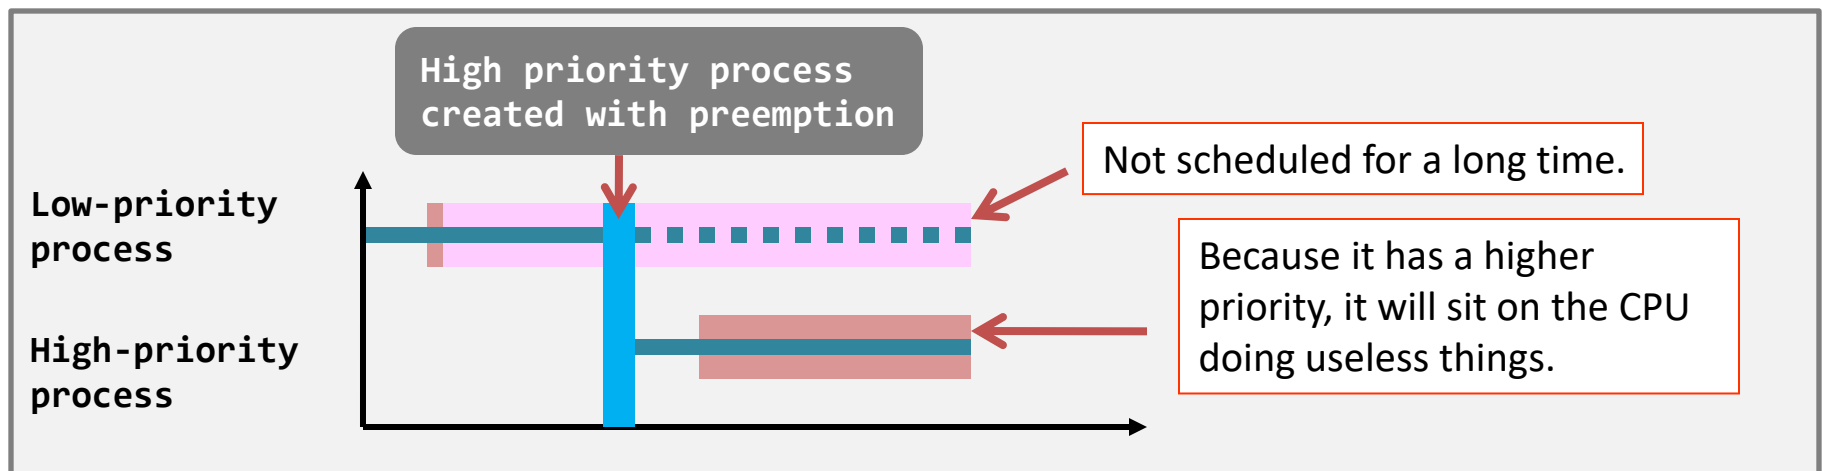 High priority process
created with preemption
Not scheduled for a long time.
Low-priority
process
Because it has a higher
priority, it will sit on the CPU
doing useless things.
High-priority
process